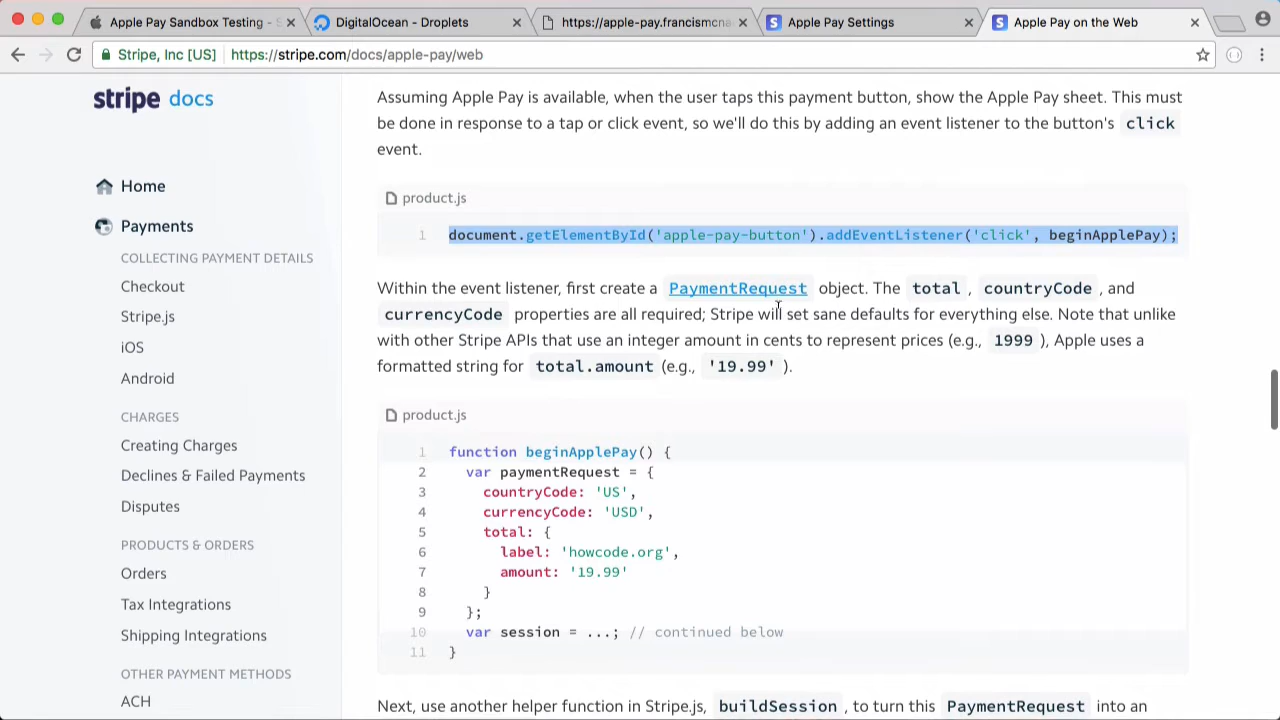 Apple Pay Sandbox Testing - S
DigitalOcean - Droplets
https://apple-pay.francismcna
Apple Pay Settings
Apple Pay on the Web
Stripe, Inc [US]
https://stripe.com/docs/apple-pay/web
stripe docs
Home
Payments
COLLECTING PAYMENT DETAILS
Checkout
Stripe.js
iOS
Android
CHARGES
Creating Charges
Declines & Failed Payments
Disputes
PRODUCTS & ORDERS
Orders
Tax Integrations
Shipping Integrations
OTHER PAYMENT METHODS
ACH
Assuming Apple Pay is available, when the user taps this payment button, show the Apple Pay sheet. This must
be done in response to a tap or click event, so we'll do this by adding an event listener to the button's click
event.
product.js
1 document.getElementById('apple-pay-button').addEventListener('click', beginApplePay);
Within the event listener, first create a PaymentRequest object. The total , countryCode , and
currencyCode properties are all required; Stripe will set sane defaults for everything else. Note that unlike
with other Stripe APIs that use an integer amount in cents to represent prices (e.g., 1999 ), Apple uses a
formatted string for total.amount (e.g., '19.99' ).
product.js
1 function beginApplePay() {
2 var paymentRequest = {
3 countryCode: 'US',
4 currencyCode: 'USD',
5 total: {
6 label: 'howcode.org',
7 amount: '19.99'
8 }
9 };
10 var session = ...; // continued below
11 }
Next, use another helper function in Stripe.js, buildSession , to turn this PaymentRequest into an